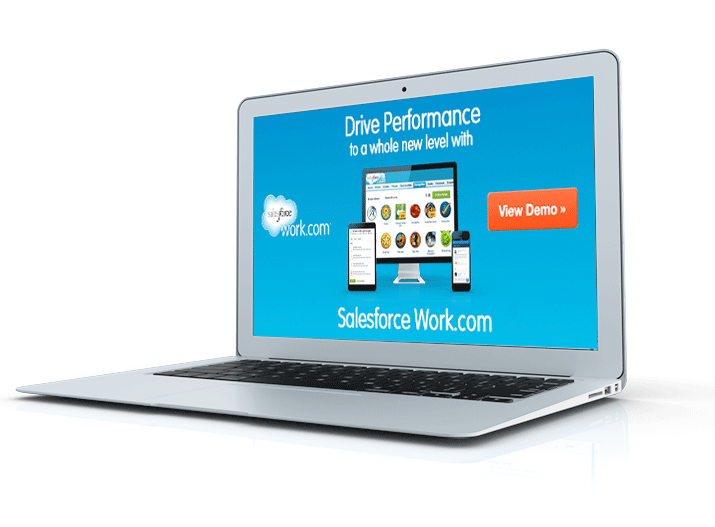 Drive Performance
to a whole new level with
salesforce
work.com
View Demo »
Salesforce Work.com